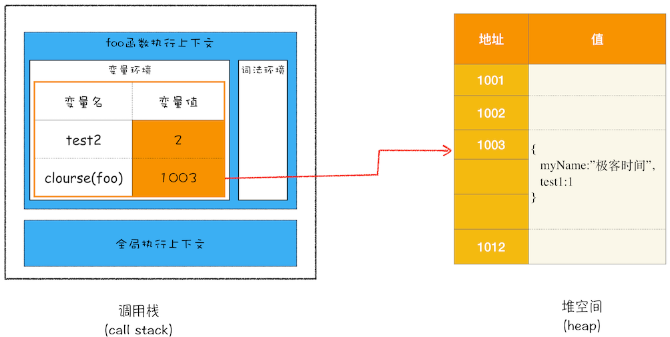 foo函数执行上下文
变量环境
词法环境
变量名
变量值
test2
2
clourse(foo)
1003
全局执行上下文
调用栈
(call stack)
地址
值
1001
1002
1003
{
myName:”极客时间”,
test1:1
}
1012
堆空间
(heap)